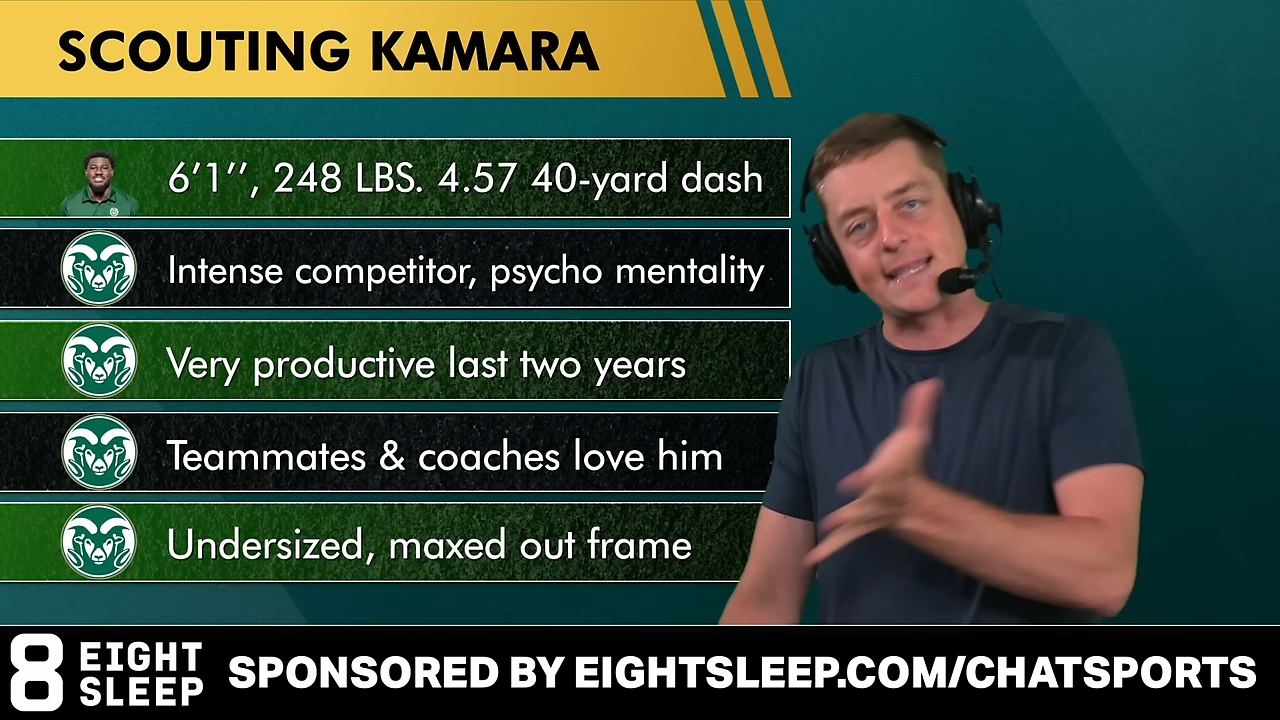 SCOUTING KAMARA
6’1’’, 248 LBS. 4.57 40-yard dash
Intense competitor, psycho mentality
Very productive last two years
Teammates & coaches love him
Undersized, maxed out frame
8 EIGHT SLEEP SPONSORED BY EIGHTSLEEP.COM/CHATSPORTS